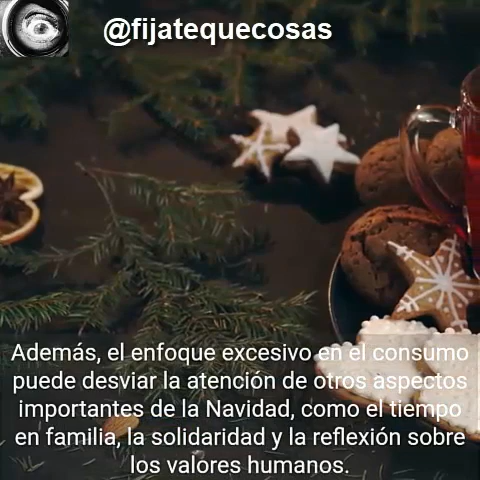 @fijatequecosas
Además, el enfoque excesivo en el consumo
puede desviar la atención de otros aspectos
importantes de la Navidad, como el tiempo
en familia, la solidaridad y la reflexión sobre
los valores humanos.